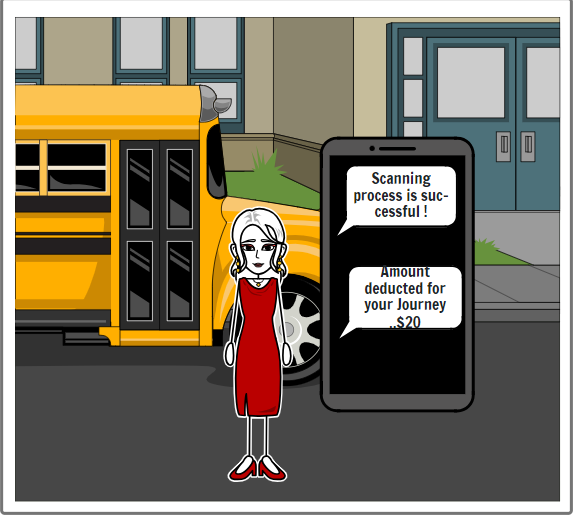 Scanning
process is suc-
cessful !
Amount
deducted for
your Journey
..$20